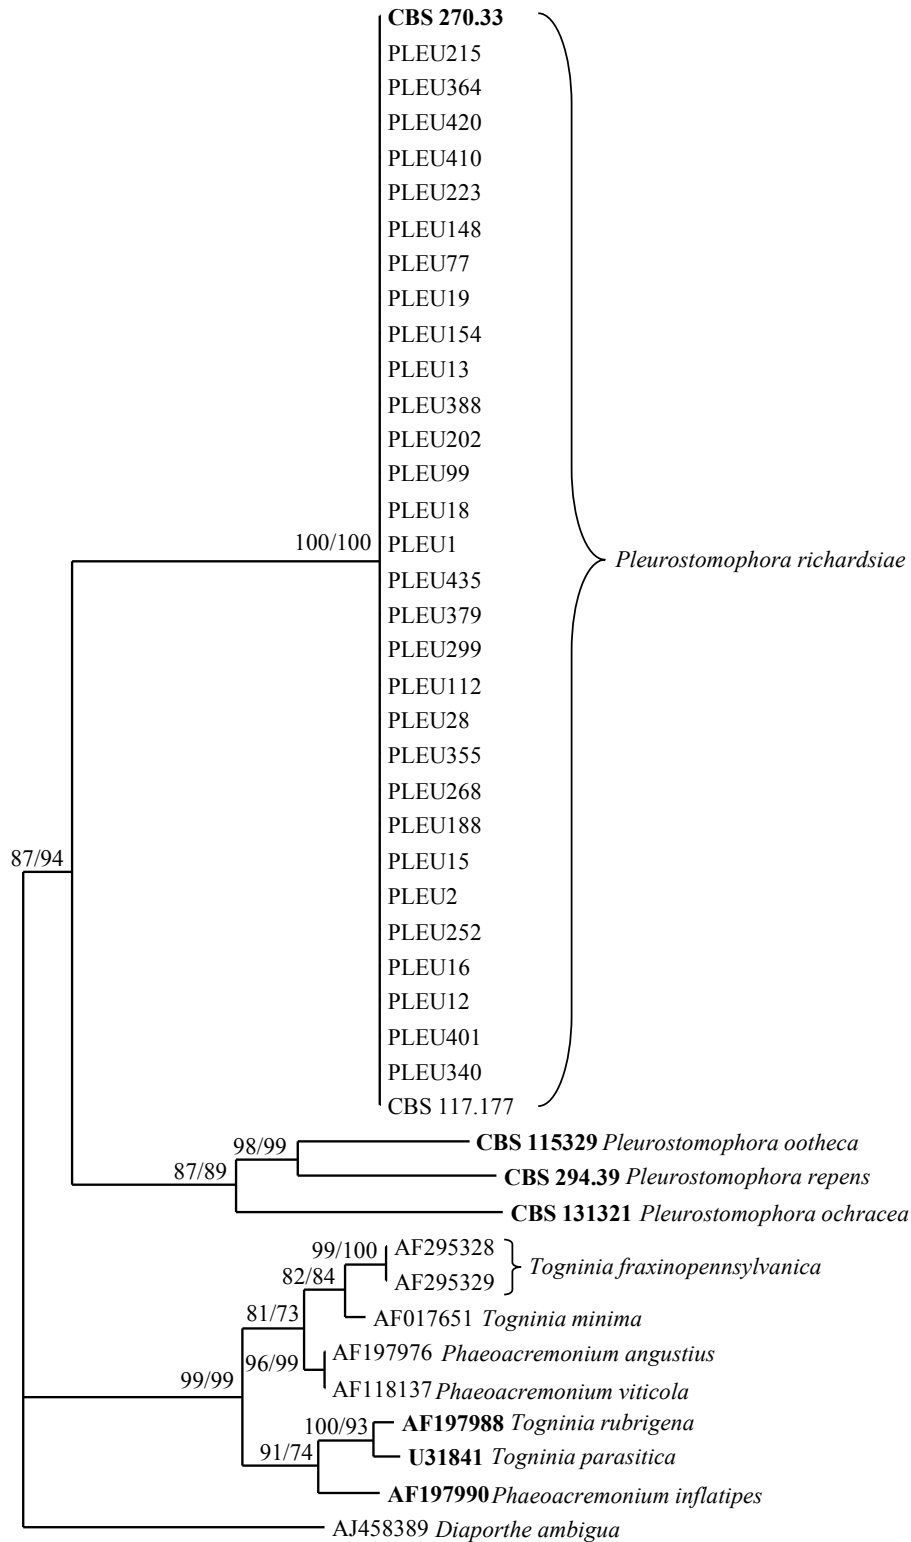 CBS 270.33
PLEU215
PLEU364
PLEU420
PLEU410
PLEU223
PLEU148
PLEU77
PLEU19
PLEU154
PLEU13
PLEU388
PLEU202
PLEU99
PLEU18
100/100 PLEU1
Pleurostomophora richardsiae
PLEU435
PLEU379
PLEU299
PLEU112
PLEU28
PLEU355
PLEU268
PLEU188
87/94 PLEU15
PLEU2
PLEU252
PLEU16
PLEU12
PLEU401
PLEU340
CBS 117.177
98/99 CBS 115329 Pleurostomophora ootheca
87/89 CBS 294.39 Pleurostomophora repens
CBS 131321 Pleurostomophora ochracea
99/100 AF295328
Togninia fraxinopennsylvanica
82/84 AF295329
81/73 AF017651 Togninia minima
96/99 AF197976 Phaeoacremonium angustius
99/99 AF118137 Phaeoacremonium viticola
100/93 AF197988 Togninia rubrigena
91/74 U31841 Togninia parasitica
AF197990 Phaeoacremonium inflatipes
AJ458389 Diaporthe ambigua